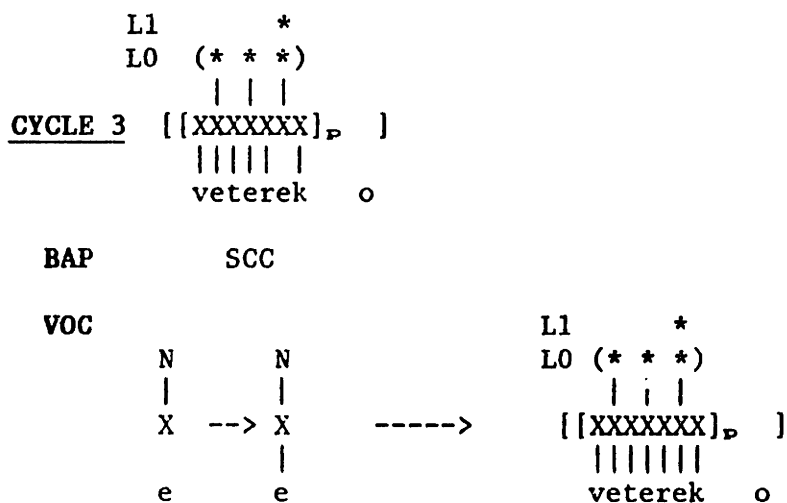 L1 *
L0 (* * *)
| | |
CYCLE 3 [[XXXXXXX]ₚ ]
||||| |
veterek o
BAP SCC
VOC L1 *
N N L0 (* * *)
| | | | |
X --> X -----> [[XXXXXXX]ₚ ]
| |||||||
e e veterek o